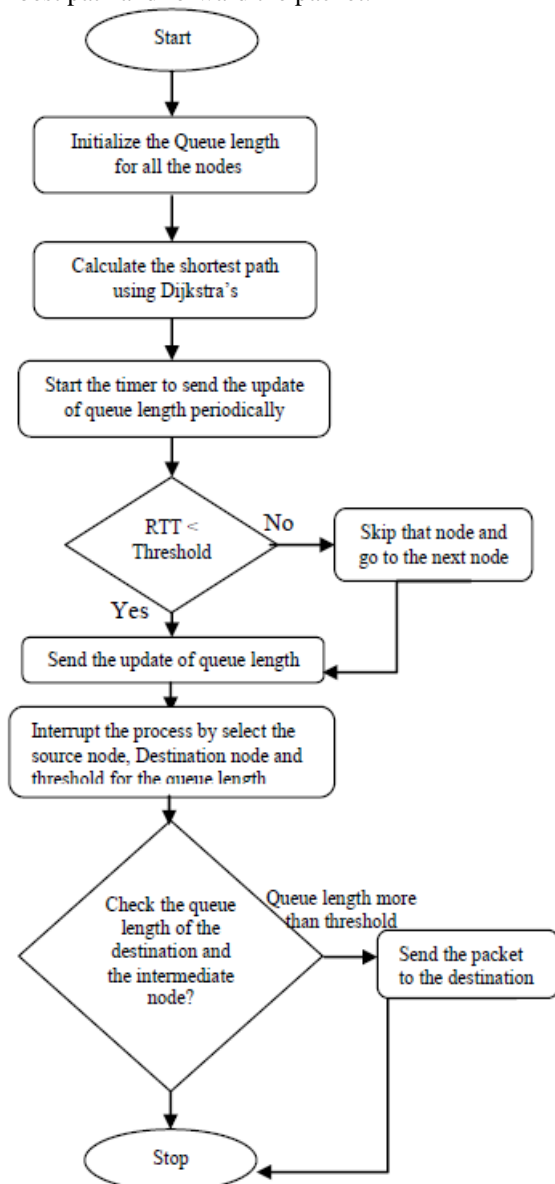 best path and forward the packet.
Start
Initialize the Queue length
for all the nodes
Calculate the shortest path
using Dijkstra's
Start the timer to send the update
of queue length periodically
RTT <
Threshold
No
Skip that node and
go to the next node
Yes
Send the update of queue length
Interrupt the process by select the
source node, Destination node and
threshold for the queue length
Check the queue
length of the
destination and
the intermediate
node?
Queue length more
than threshold
Send the packet
to the destination
Stop